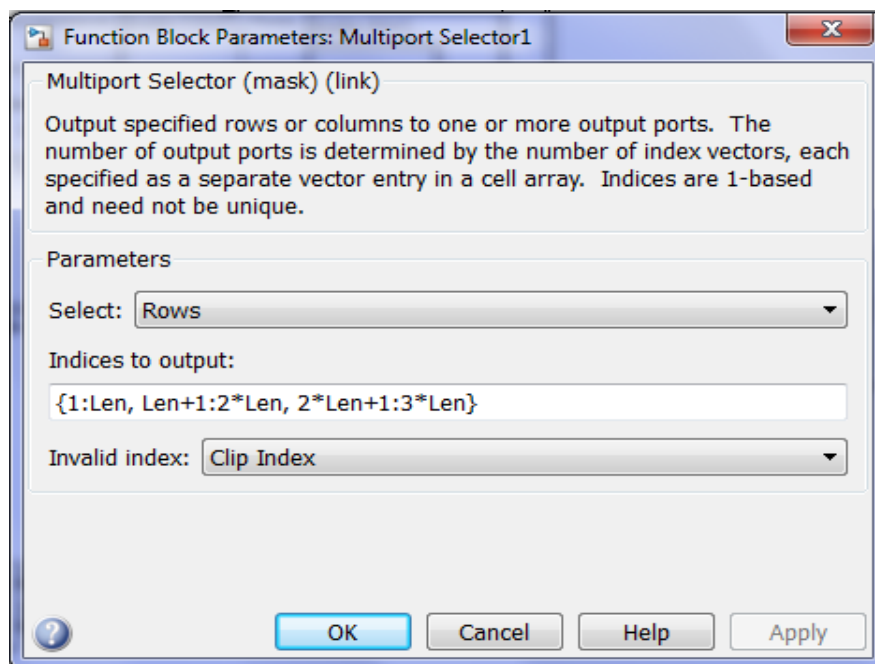 Function Block Parameters: Multiport Selector1
Multiport Selector (mask) (link)
Output specified rows or columns to one or more output ports. The
number of output ports is determined by the number of index vectors, each
specified as a separate vector entry in a cell array. Indices are 1-based
and need not be unique.
Parameters
Select: Rows
Indices to output:
{1:Len, Len+1:2*Len, 2*Len+1:3*Len}
Invalid index: Clip Index
OK Cancel Help Apply